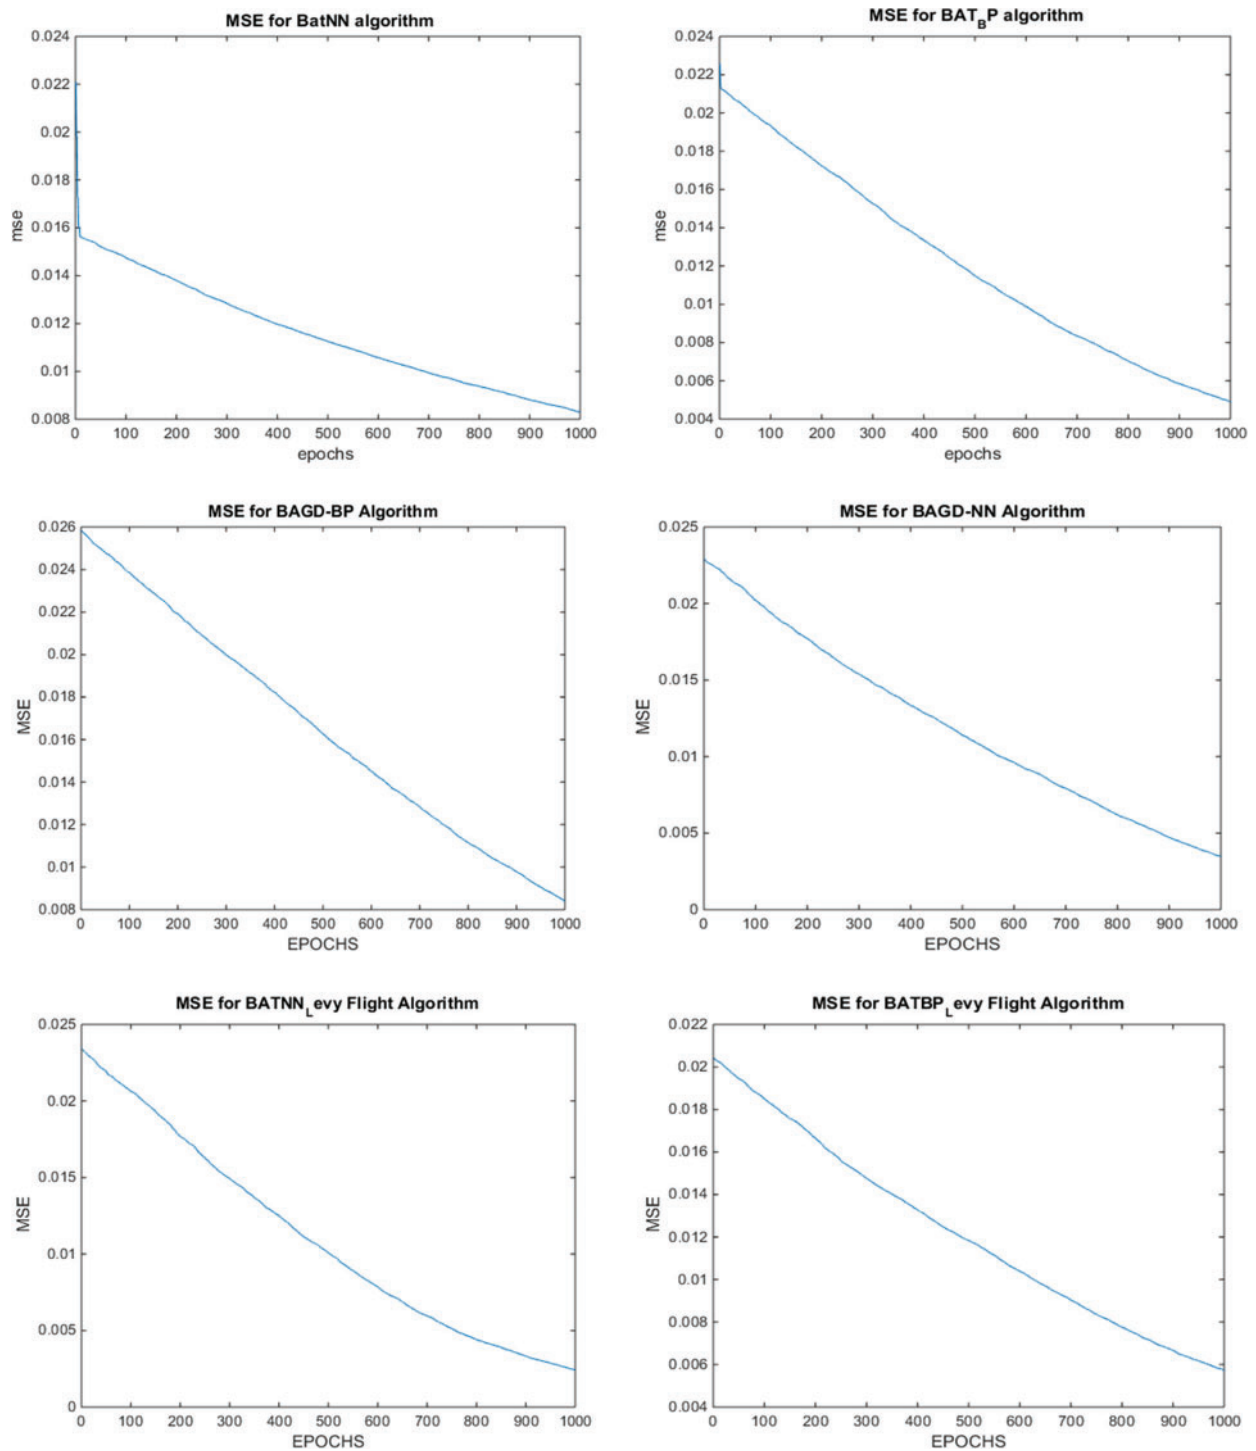 MSE for BatNN algorithm
0.024
0.022
0.02
0.018
0.016
0.014
0.012
0.01
0.008
mse
0 100 200 300 400 500 600 700 800 900 1000
epochs
MSE for BAT_BP algorithm
0.024
0.022
0.02
0.018
0.016
0.014
0.012
0.01
0.008
0.006
0.004
mse
0 100 200 300 400 500 600 700 800 900 1000
epochs
MSE for BAGD-BP Algorithm
0.026
0.024
0.022
0.02
0.018
0.016
0.014
0.012
0.01
0.008
MSE
0 100 200 300 400 500 600 700 800 900 1000
EPOCHS
MSE for BAGD-NN Algorithm
0.025
0.02
0.015
0.01
0.005
0
MSE
0 100 200 300 400 500 600 700 800 900 1000
EPOCHS
MSE for BATNN_Levy Flight Algorithm
0.025
0.02
0.015
0.01
0.005
0
MSE
0 100 200 300 400 500 600 700 800 900 1000
EPOCHS
MSE for BATBP_Levy Flight Algorithm
0.022
0.02
0.018
0.016
0.014
0.012
0.01
0.008
0.006
0.004
MSE
0 100 200 300 400 500 600 700 800 900 1000
EPOCHS